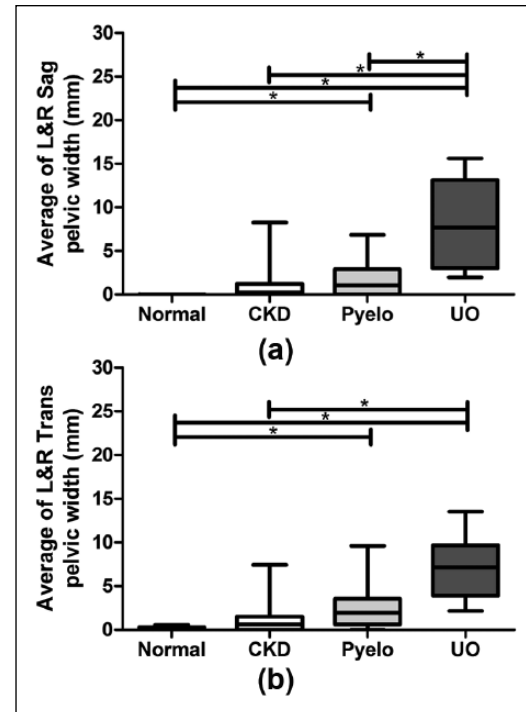 Average of L&R Sag
pelvic width (mm)
30
25
20
15
10
5
0
*
*
*
*
Normal CKD Pyelo UO
(a)
Average of L&R Trans
pelvic width (mm)
30
25
20
15
10
5
0
*
*
*
Normal CKD Pyelo UO
(b)